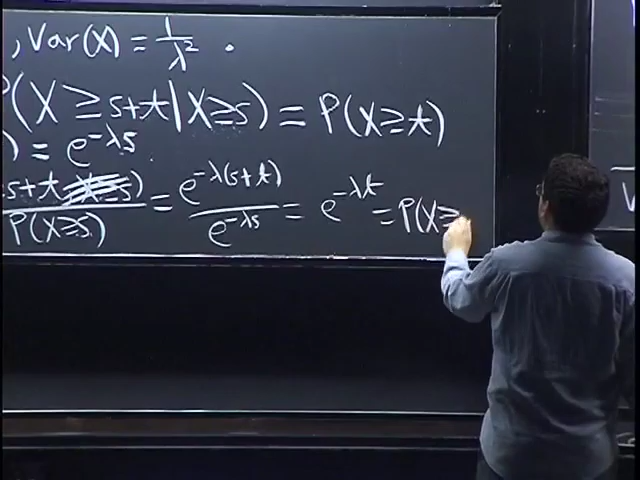 , Var(X) = 1/λ² .
P(X ≥ s+t | X ≥ s) = P(X ≥ t)
) = e^{-λs}
s+t) / P(X ≥ s) = e^{-λ(s+t)} / e^{-λs} = e^{-λt} = P(X ≥